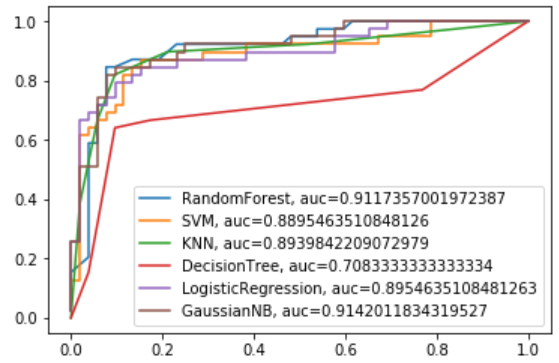 1.0
0.8
0.6
0.4
0.2
0.0
RandomForest, auc=0.9117357001972387
SVM, auc=0.8895463510848126
KNN, auc=0.8939842209072979
DecisionTree, auc=0.7083333333333334
LogisticRegression, auc=0.8954635108481263
GaussianNB, auc=0.9142011834319527
0.0 0.2 0.4 0.6 0.8 1.0